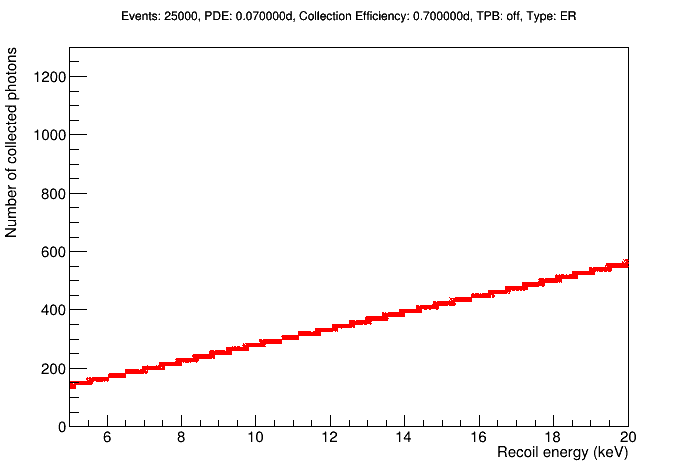 Events: 25000, PDE: 0.070000d, Collection Efficiency: 0.700000d, TPB: off, Type: ER
Number of collected photons
1200
1000
800
600
400
200
0
6 8 10 12 14 16 18 20
Recoil energy (keV)